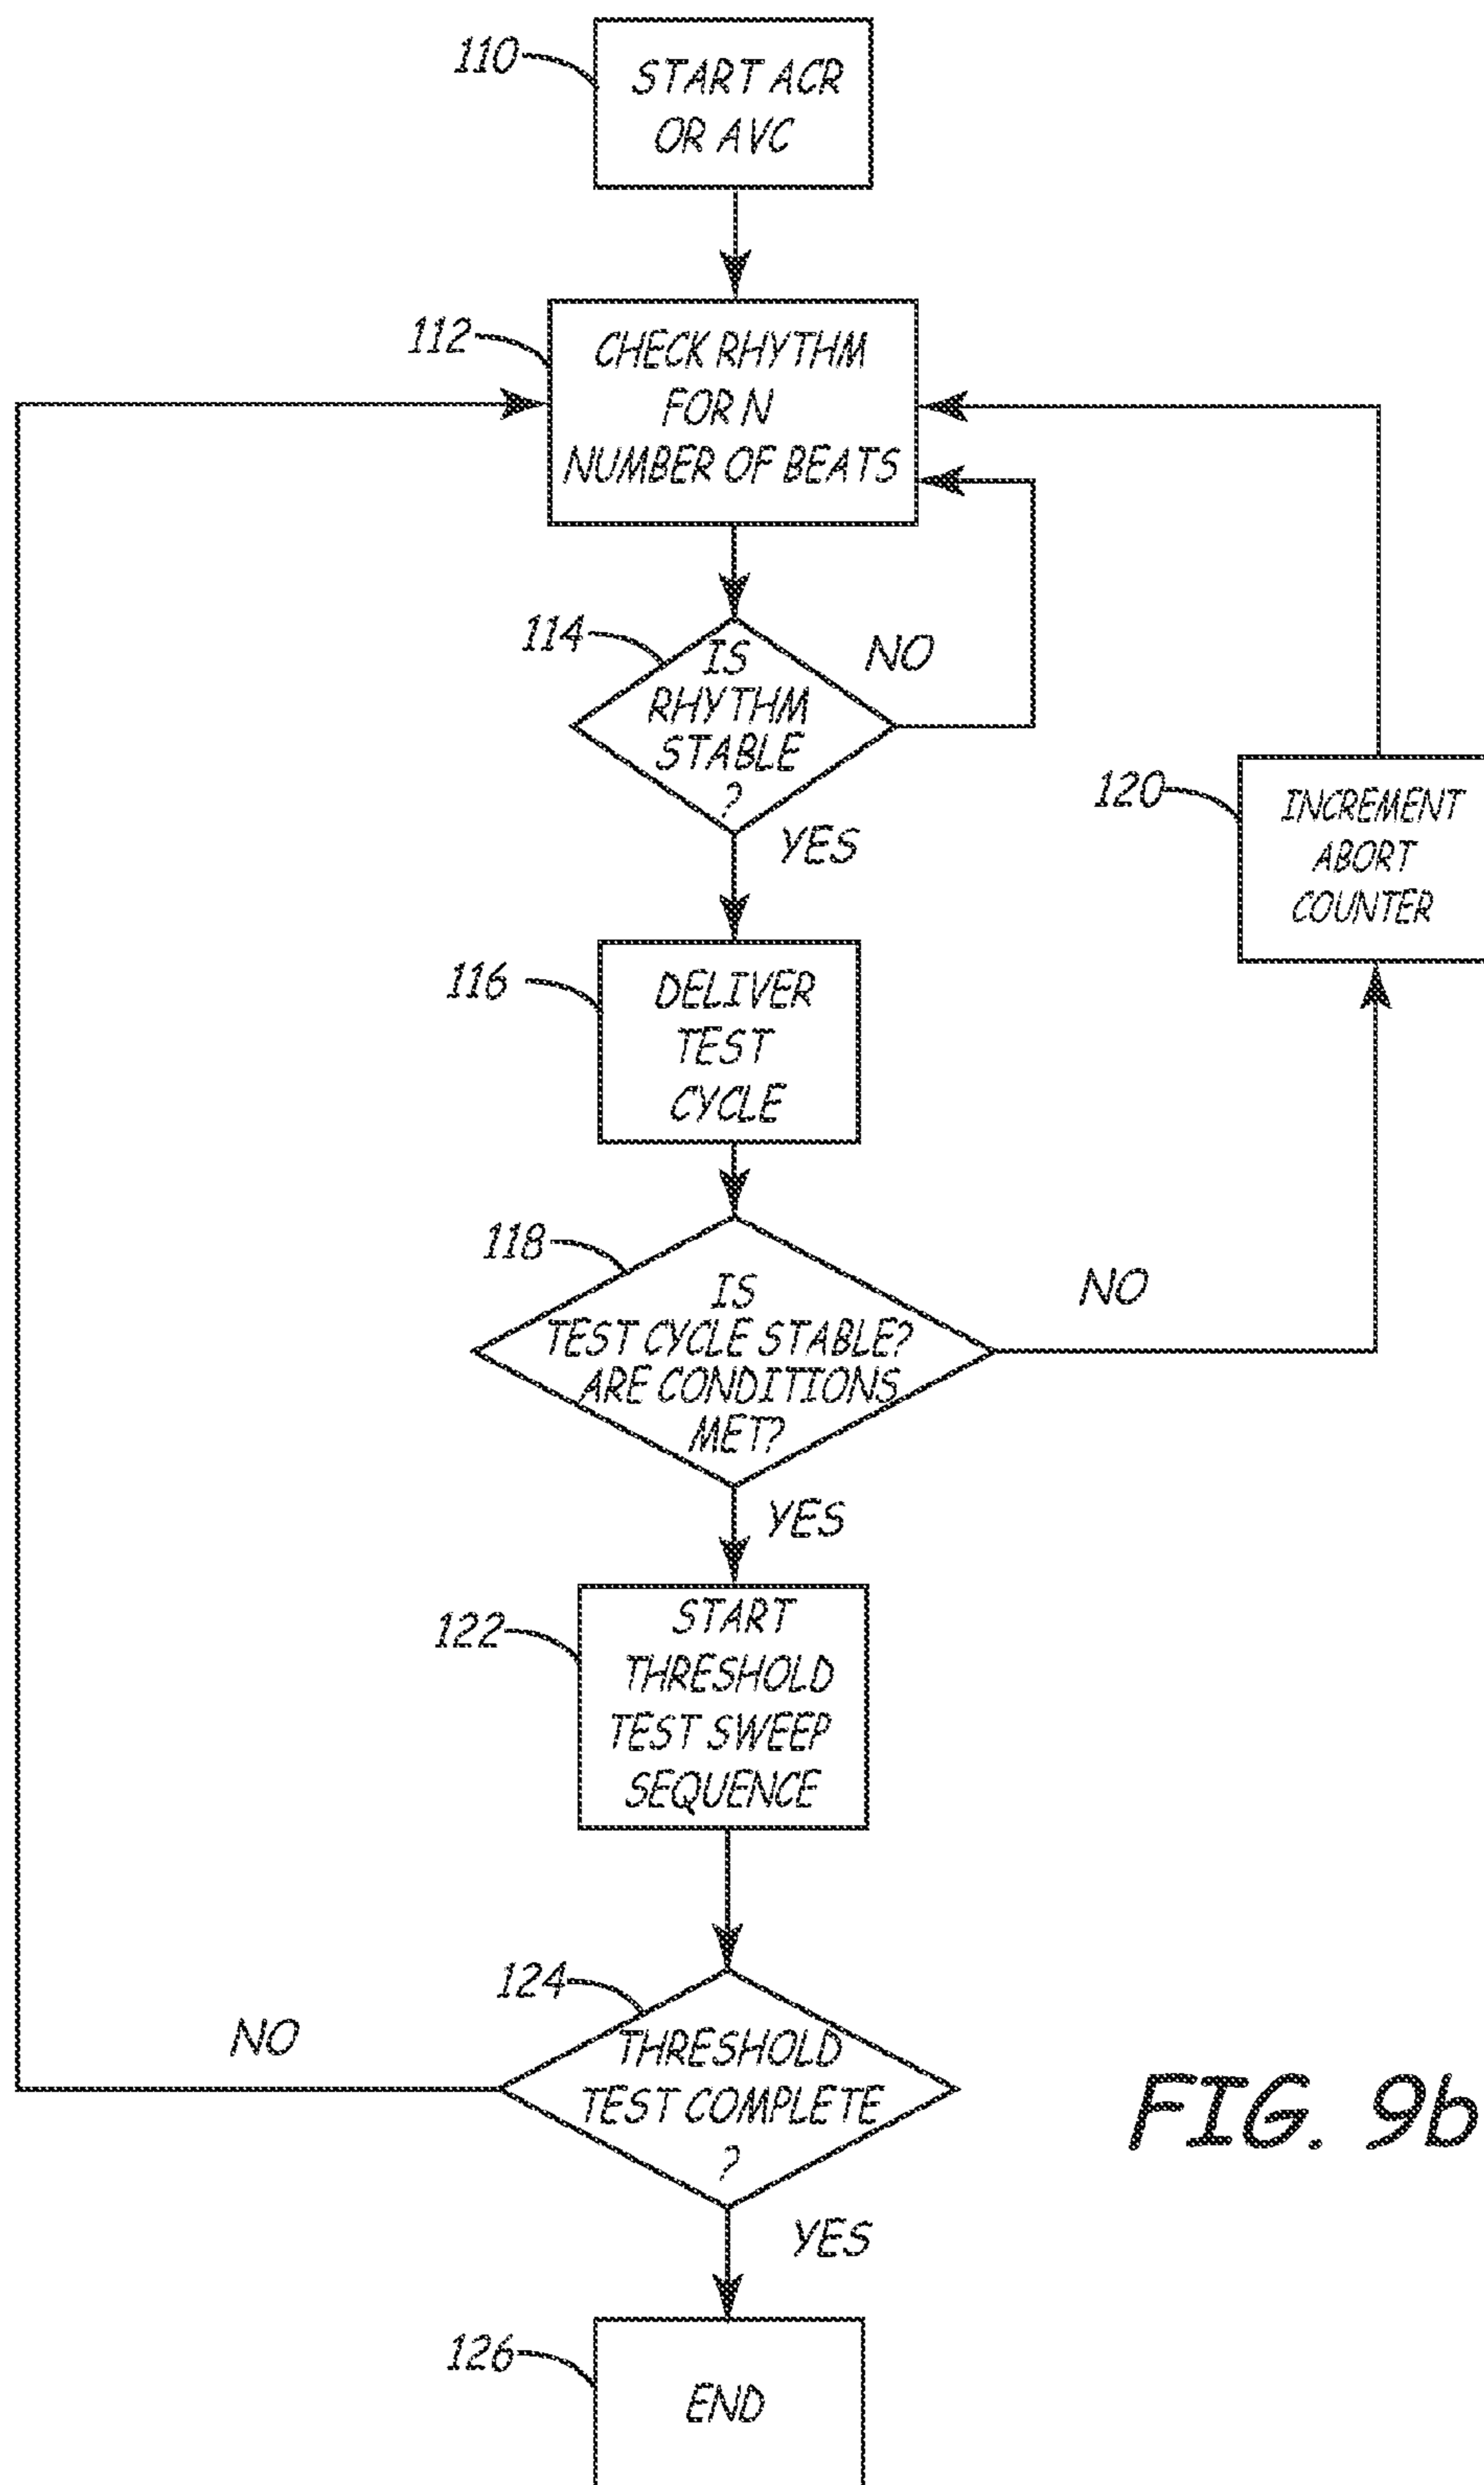 110
START ACR
OR AVC
112
CHECK RHYTHM
FOR N
NUMBER OF BEATS
114
IS
RHYTHM
STABLE
?
NO
YES
120
INCREMENT
ABORT
COUNTER
116
DELIVER
TEST
CYCLE
118
IS
TEST CYCLE STABLE?
ARE CONDITIONS
MET?
NO
YES
122
START
THRESHOLD
TEST SWEEP
SEQUENCE
124
THRESHOLD
TEST COMPLETE
?
NO
YES
126
END
FIG. 9b